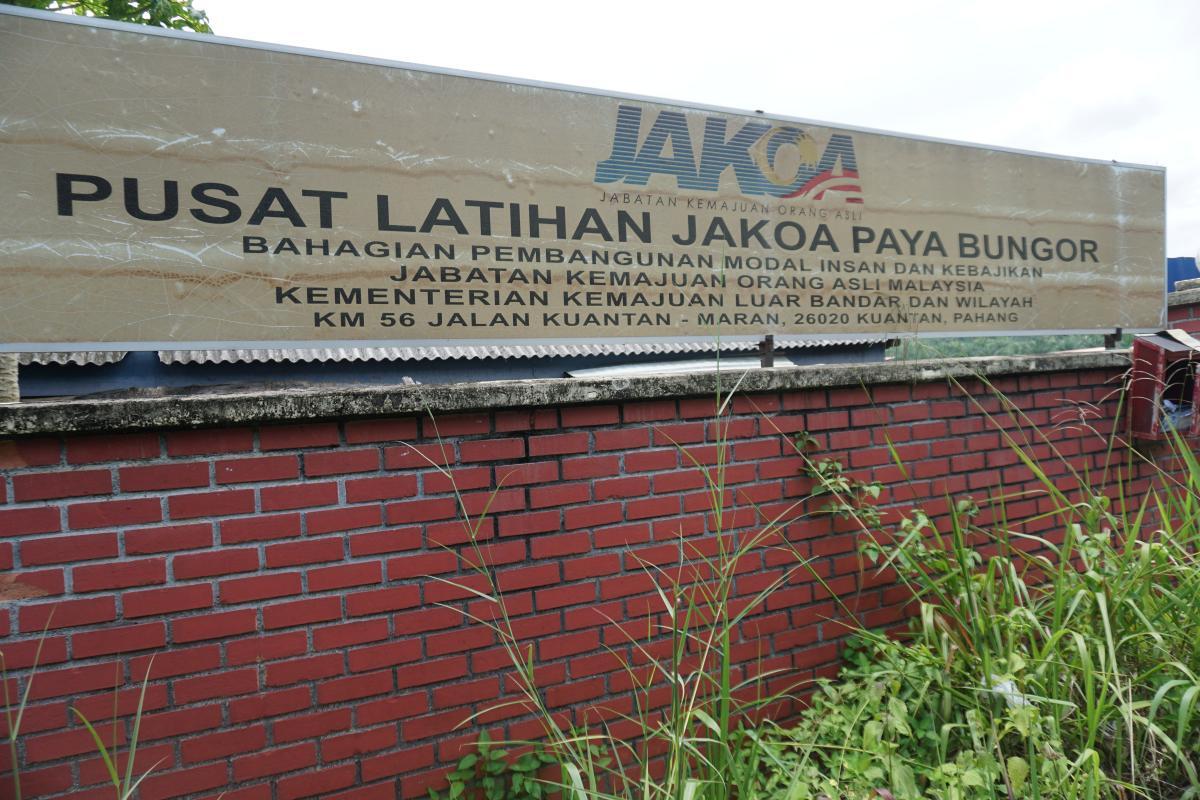 JAKOA
JABATAN KEMAJUAN ORANG ASLI
PUSAT LATIHAN JAKOA PAYA BUNGOR
BAHAGIAN PEMBANGUNAN MODAL INSAN DAN KEBAJIKAN
JABATAN KEMAJUAN ORANG ASLI MALAYSIA
KEMENTERIAN KEMAJUAN LUAR BANDAR DAN WILAYAH
KM 56 JALAN KUANTAN - MARAN, 26020 KUANTAN, PAHANG